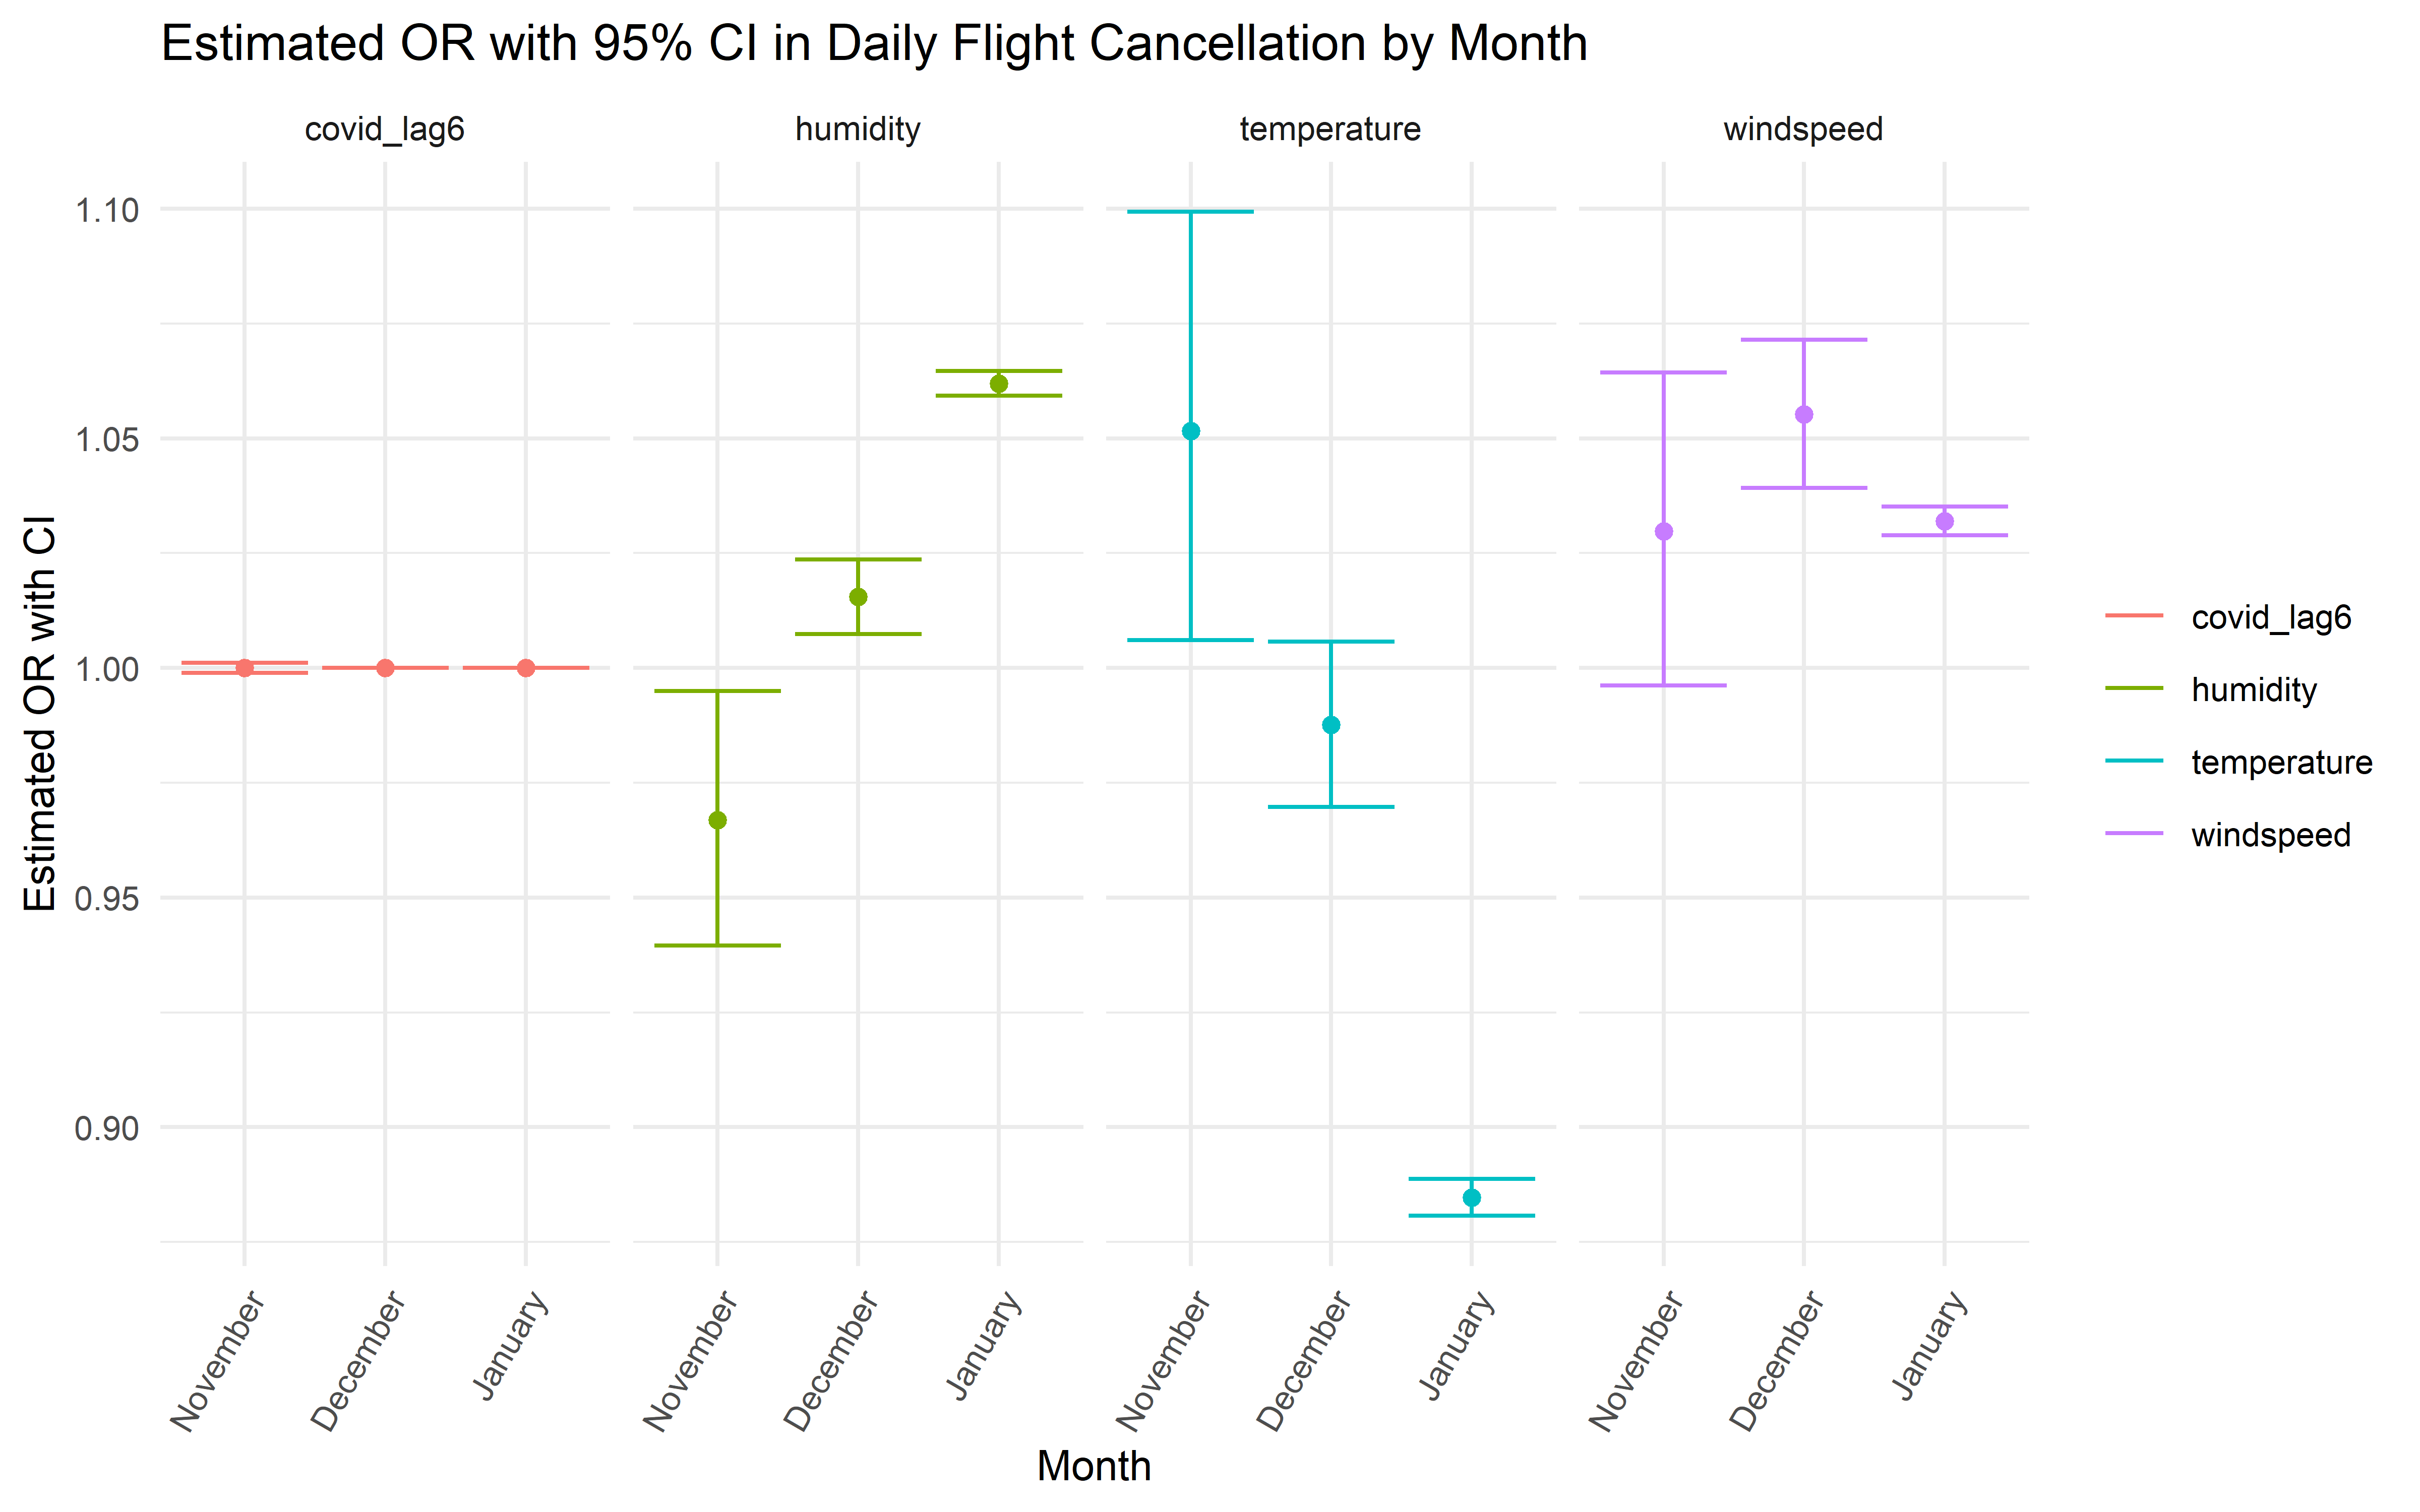 Estimated OR with 95% CI in Daily Flight Cancellation by Month
covid_lag6
humidity
temperature
windspeed
Estimated OR with CI
1.10
1.05
1.00
0.95
0.90
November
December
January
November
December
January
November
December
January
November
December
January
Month
covid_lag6
humidity
temperature
windspeed